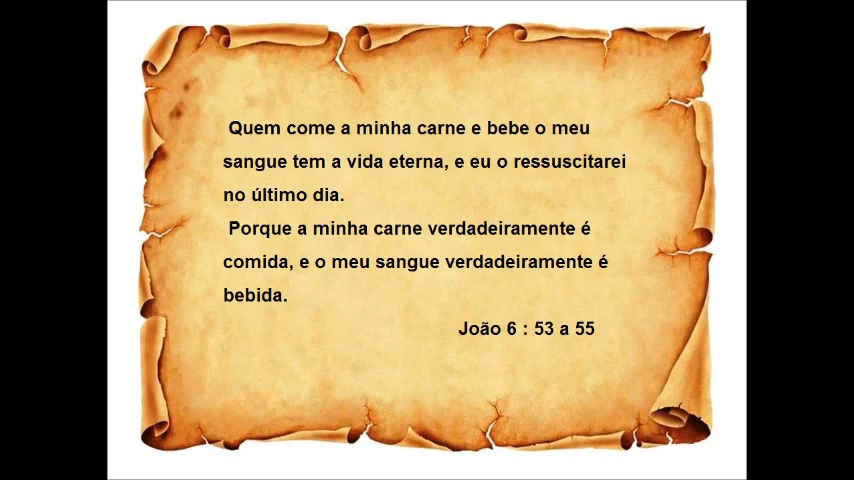 Quem come a minha carne e bebe o meu
sangue tem a vida eterna, e eu o ressuscitarei
no último dia.
Porque a minha carne verdadeiramente é
comida, e o meu sangue verdadeiramente é
bebida.
João 6 : 53 a 55